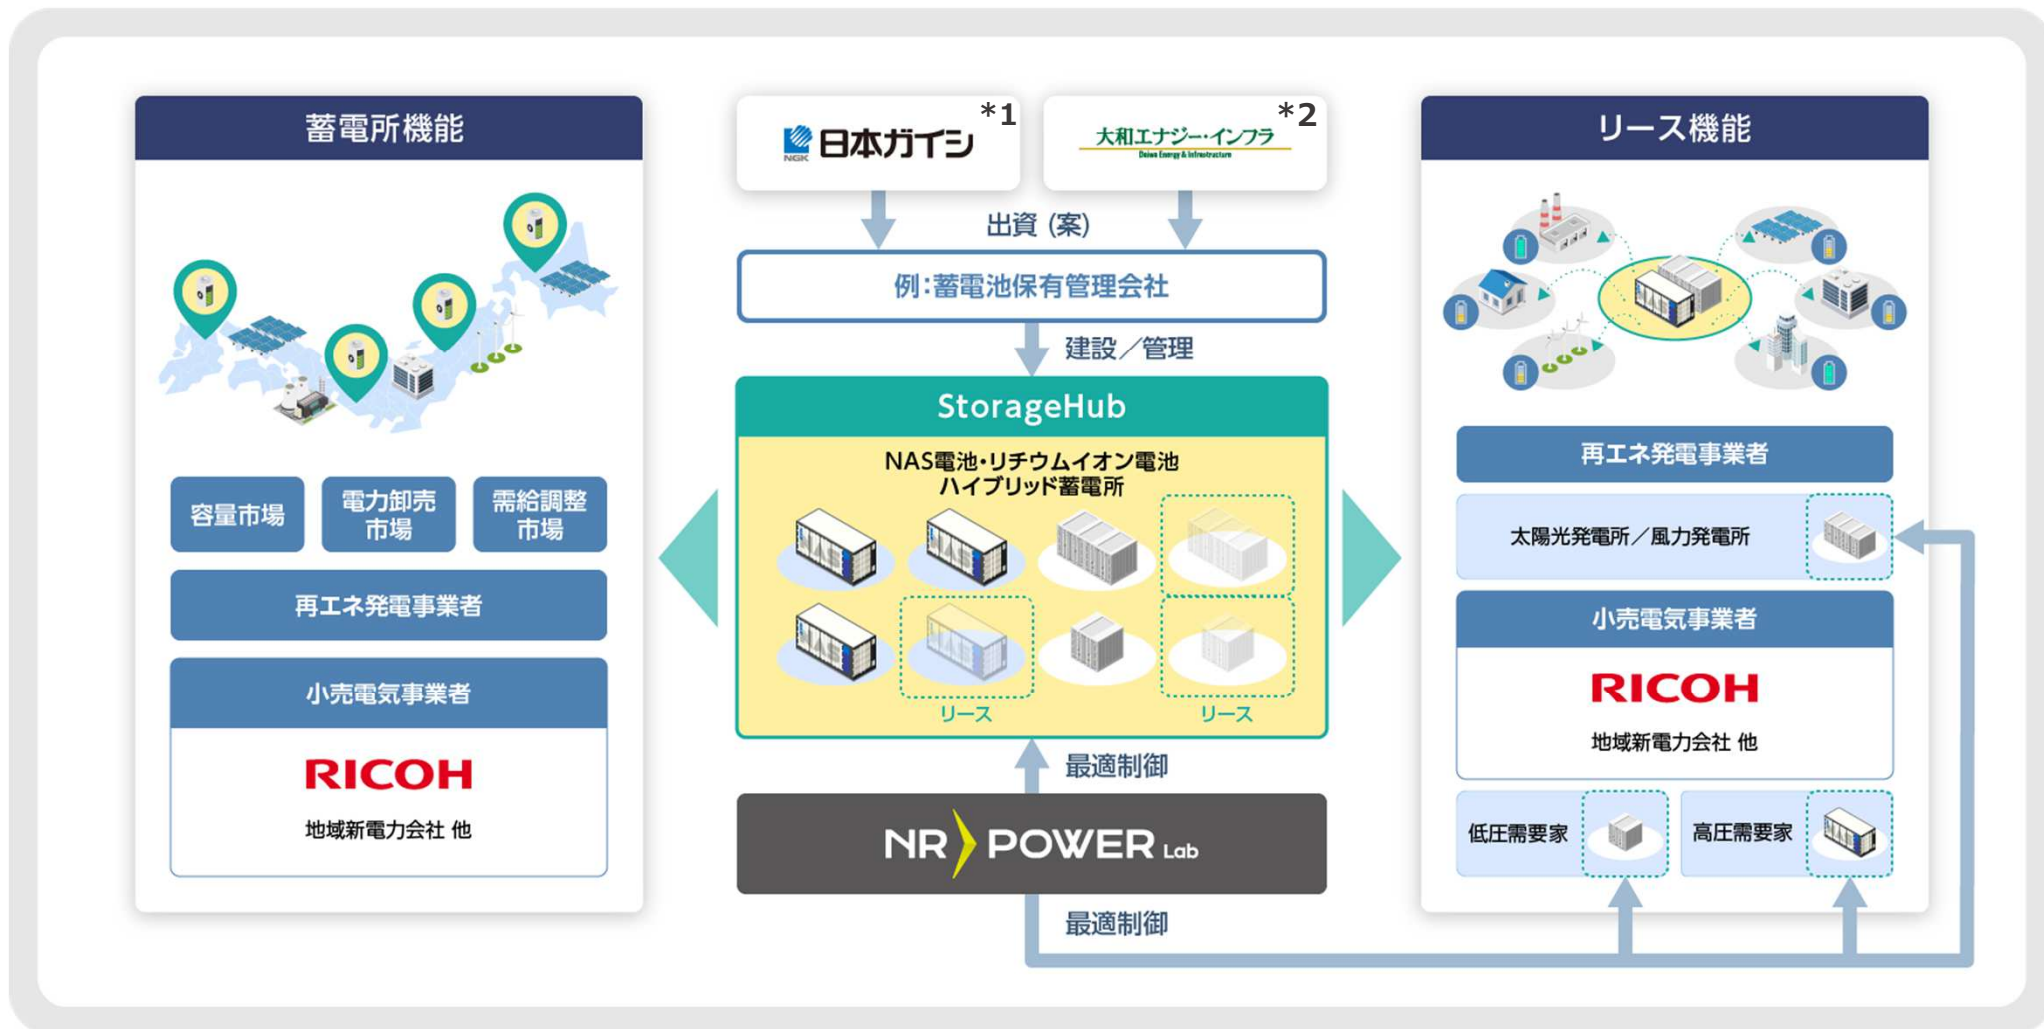 蓄電所機能
容量市場
電力卸売
市場
需給調整
市場
再エネ発電事業者
小売電気事業者
RICOH
地域新電力会社 他
NGK 日本ガイシ *1
大和エナジー・インフラ *2
Daiwa Energy & Infrastructure
出資 (案)
例：蓄電池保有管理会社
建設／管理
StorageHub
NAS電池・リチウムイオン電池
ハイブリッド蓄電所
リース
リース
最適制御
NR POWER Lab
最適制御
リース機能
再エネ発電事業者
太陽光発電所／風力発電所
小売電気事業者
RICOH
地域新電力会社 他
低圧需要家
高圧需要家